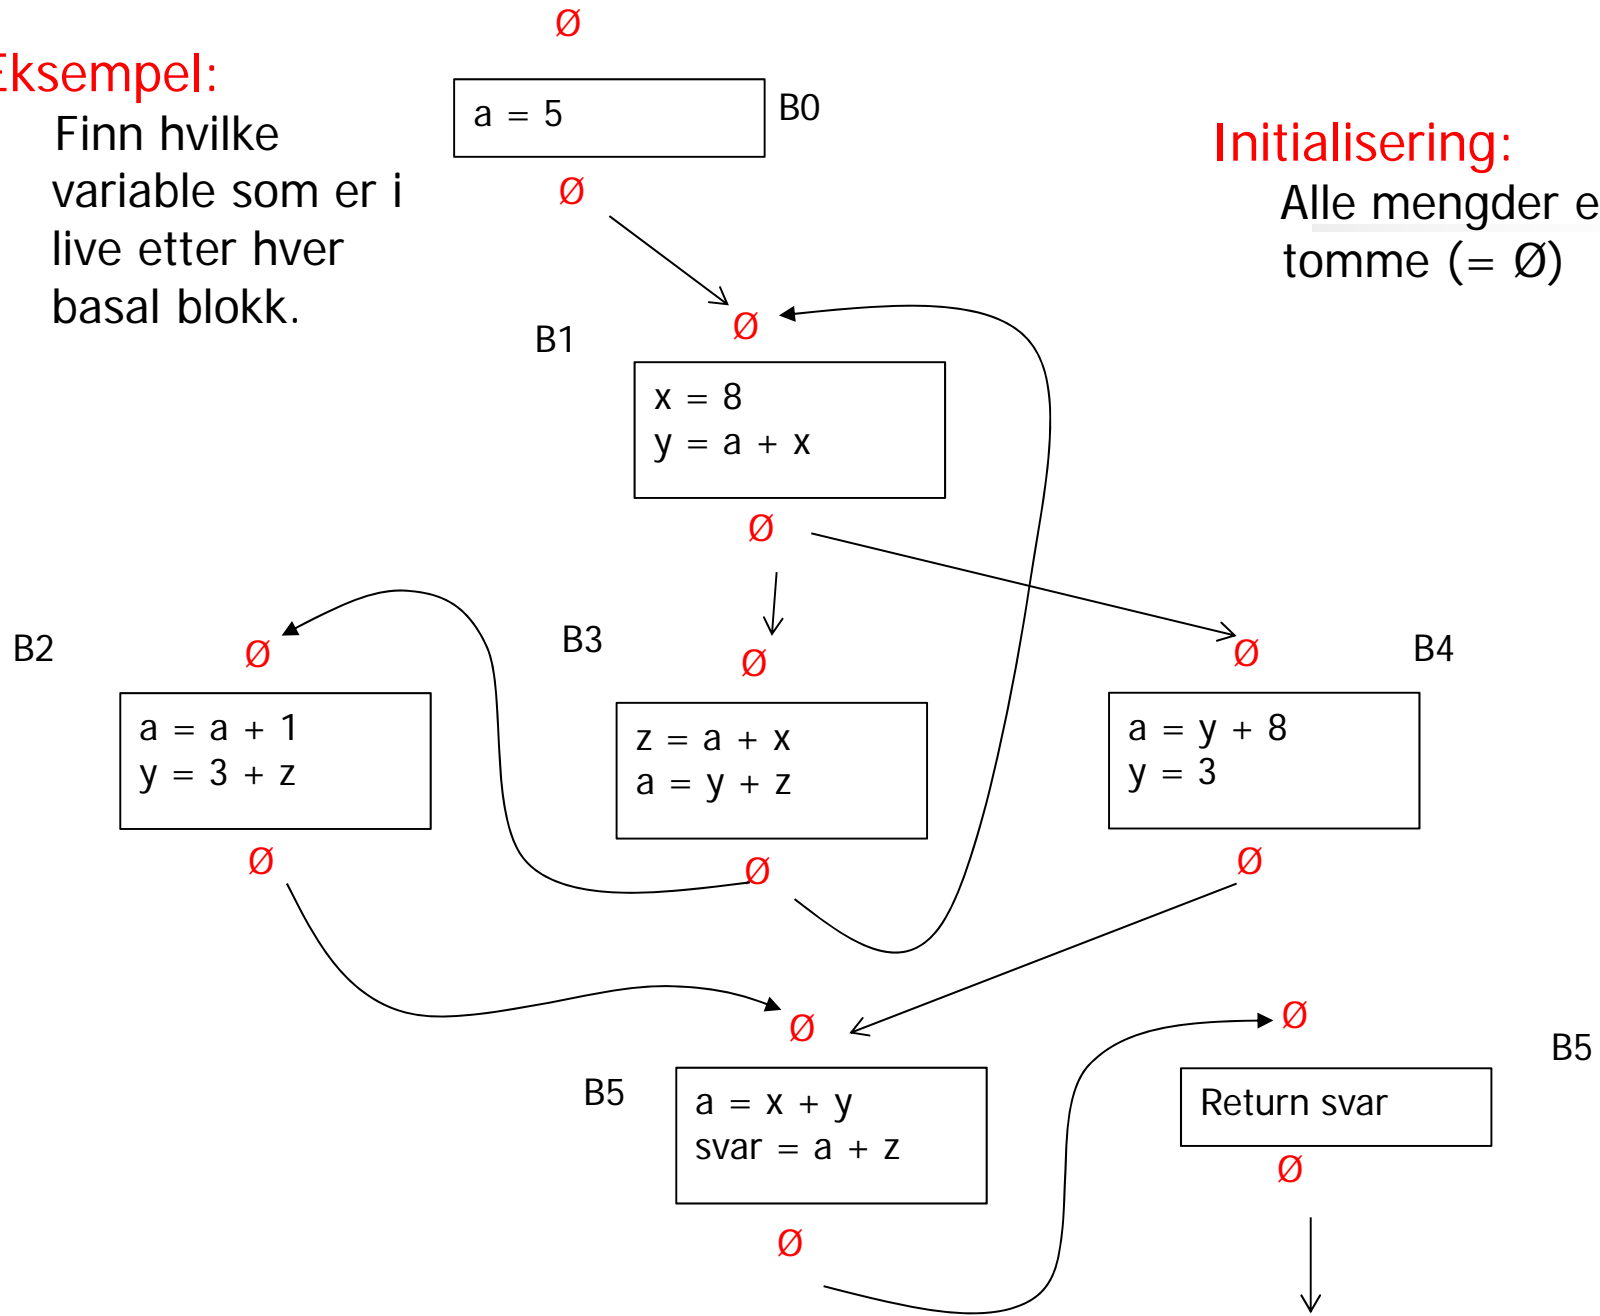 Ø
Eksempel:
Finn hvilke
variable som er i
live etter hver
basal blokk.
a = 5
B0
Ø
Initialisering:
Alle mengder e
tomme (= Ø)
B1
Ø
x = 8
y = a + x
Ø
B2
Ø
a = a + 1
y = 3 + z
Ø
B3
Ø
z = a + x
a = y + z
Ø
B4
Ø
a = y + 8
y = 3
Ø
B5
Ø
a = x + y
svar = a + z
Ø
B5
Ø
Return svar
Ø